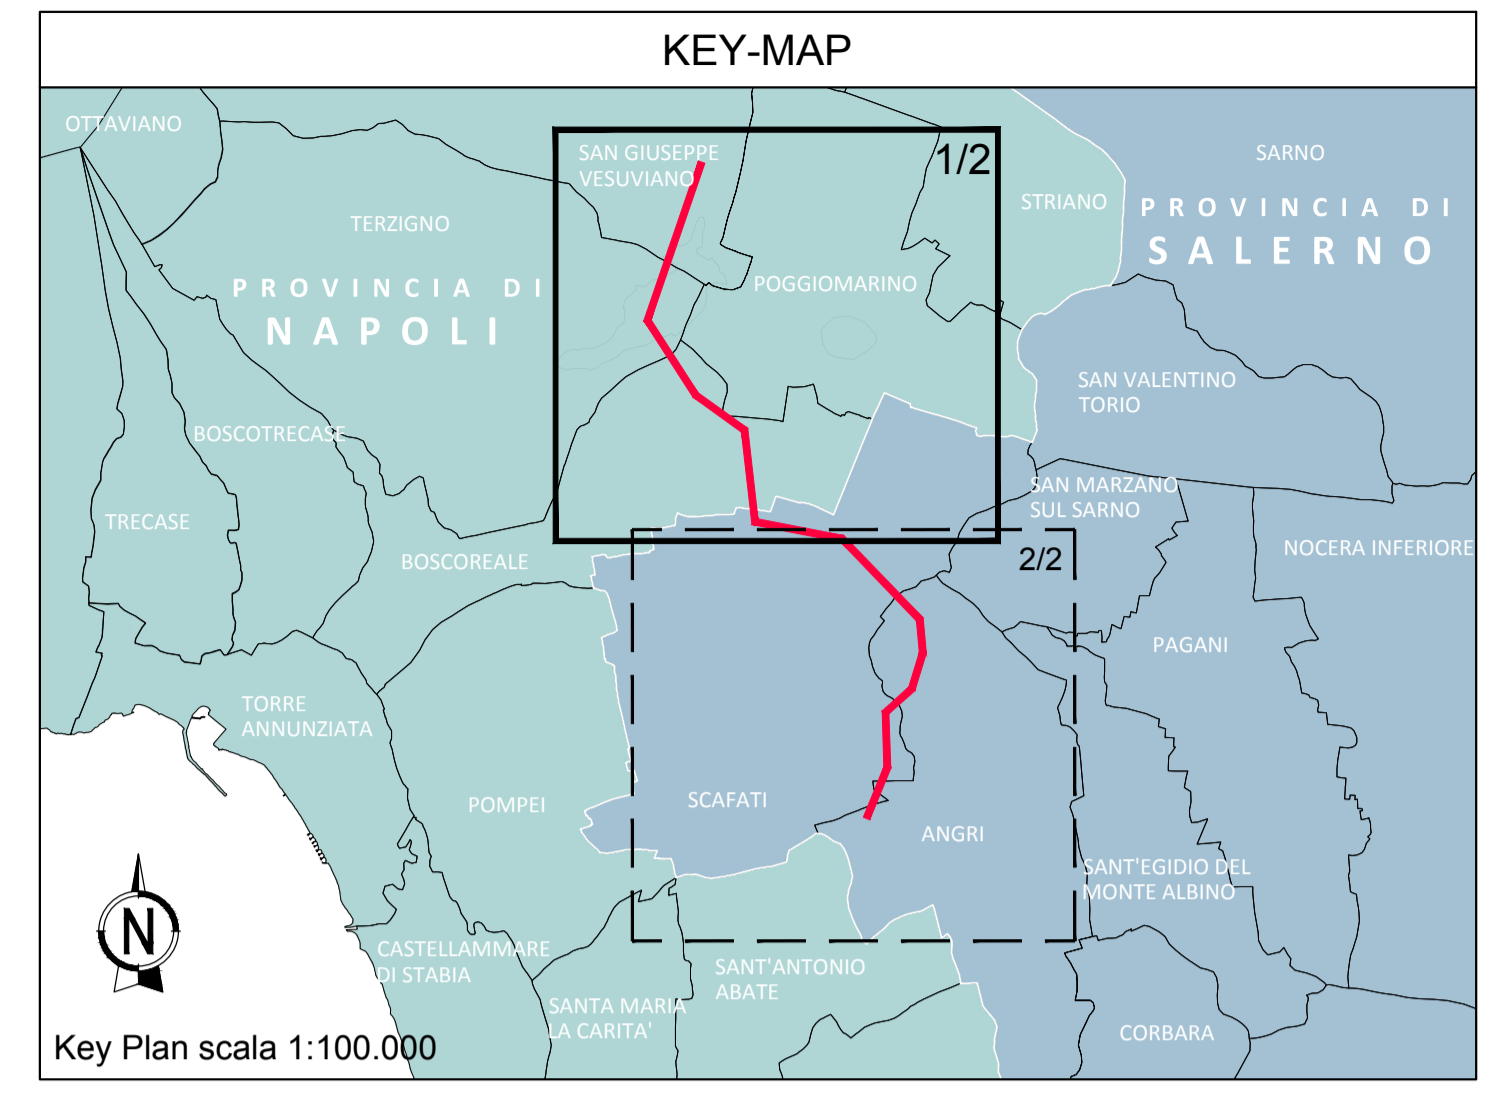 KEY-MAP
OTTAVIANO
SAN GIUSEPPE
VESUVIANO
1/2
SARNO
STRIANO
PROVINCIA DI
SALERNO
TERZIGNO
PROVINCIA DI
NAPOLI
POGGIOMARINO
SAN VALENTINO
TORIO
BOSCOTRECASE
SAN MARZANO
SUL SARNO
TRECASE
BOSCOREALE
2/2
NOCERA INFERIORE
PAGANI
TORRE
ANNUNZIATA
POMPEI
SCAFATI
ANGRI
SANT'EGIDIO DEL
MONTE ALBINO
N
CASTELLAMMARE
DI STABIA
SANT'ANTONIO
ABATE
SANTA MARIA
LA CARITA'
CORBARA
Key Plan scala 1:100.000